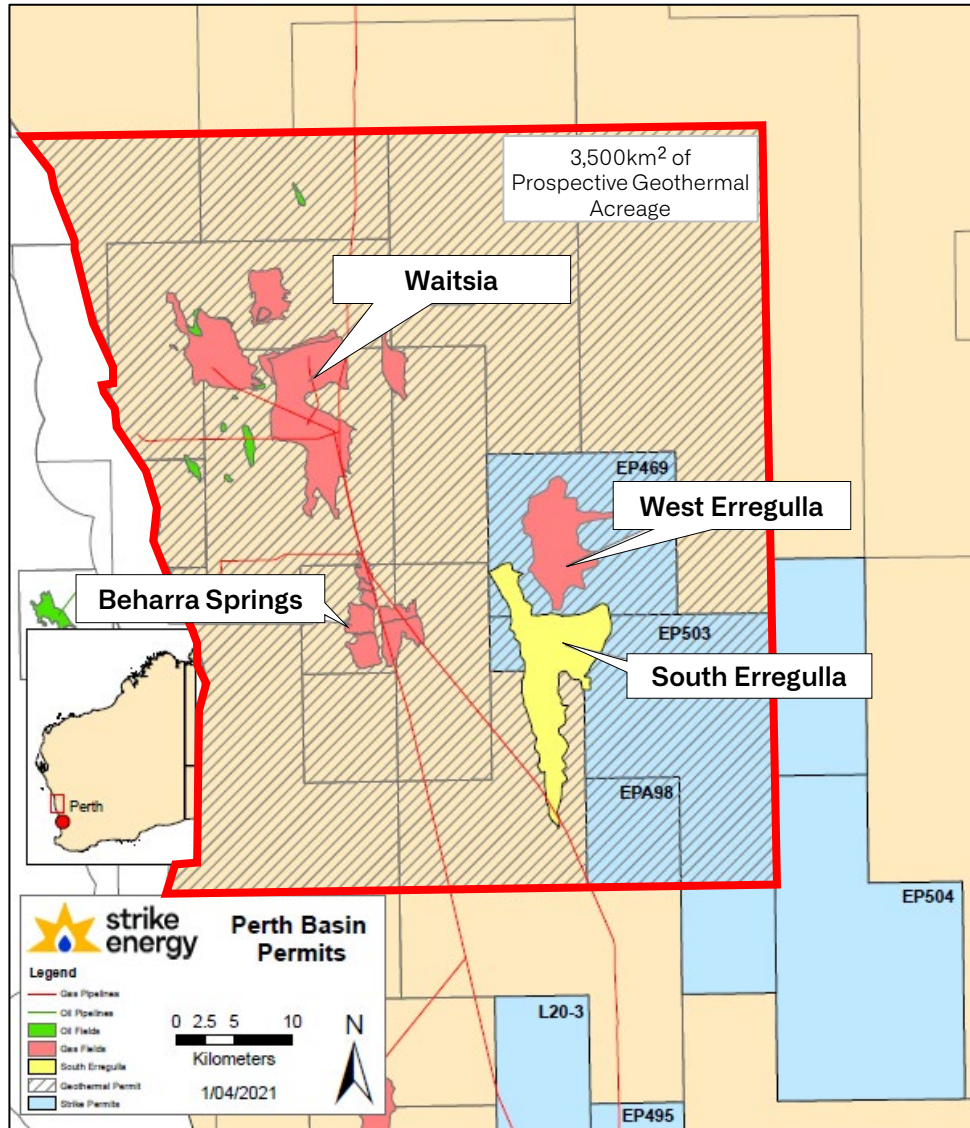 3,500km² of
Prospective Geothermal
Acreage
Waitsia
EP469
West Erregulla
Beharra Springs
EP503
South Erregulla
Perth
EPA98
EP504
strike
energy
Perth Basin
Permits
Legend
Gas Pipelines
Oil Pipelines
Oil Fields
Gas Fields
South Erregulla
Geothermal Permit
Strike Permits
0 2.5 5 10
Kilometers
1/04/2021
N
L20-3
EP495